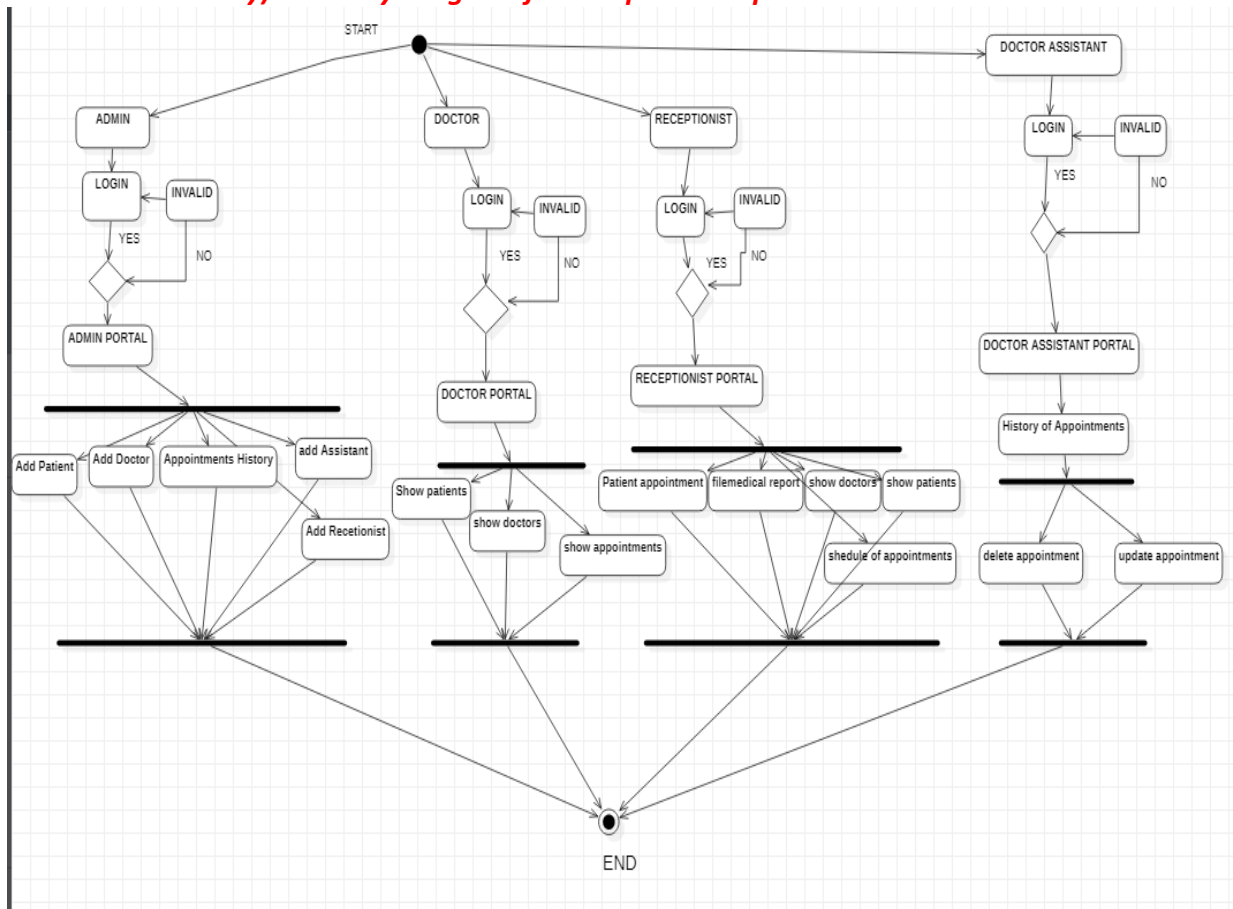 START
DOCTOR ASSISTANT
ADMIN
DOCTOR
RECEPTIONIST
LOGIN
INVALID
LOGIN
INVALID
YES
NO
LOGIN
INVALID
LOGIN
INVALID
YES
NO
YES
NO
YES
NO
ADMIN PORTAL
DOCTOR ASSISTANT PORTAL
RECEPTIONIST PORTAL
DOCTOR PORTAL
History of Appointments
add Assistant
Add Patient
Add Doctor
Appointments History
Show patients
Patient appointment
filemedical report
show doctors
show patients
Add Recetionist
show doctors
show appointments
shedule of appointments
delete appointment
update appointment
END